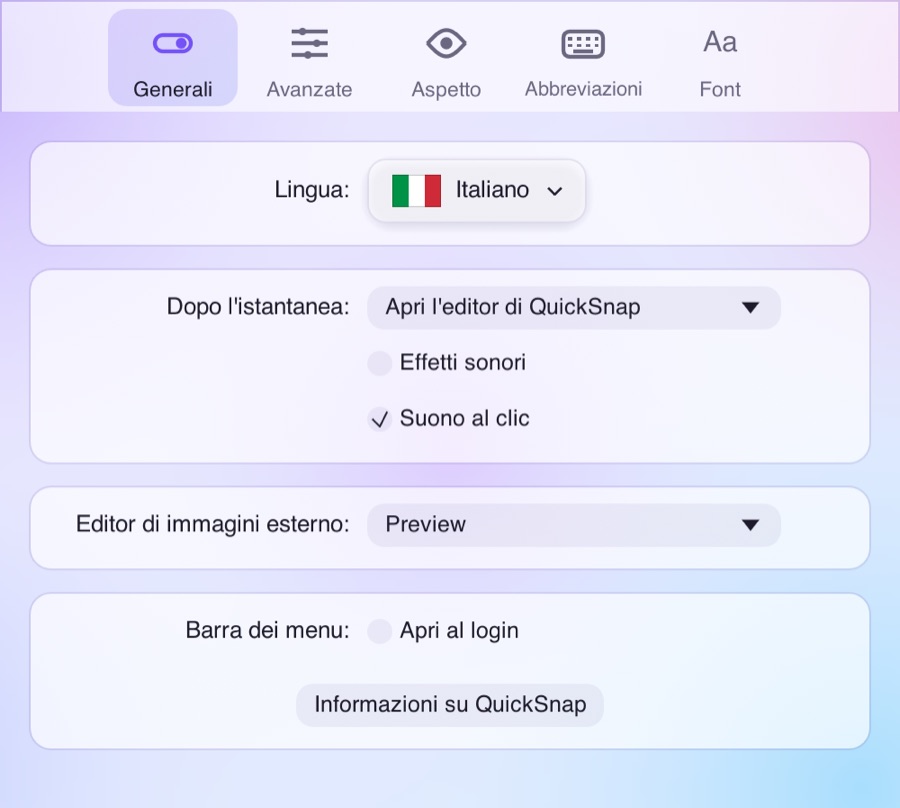 Generali
Avanzate
Aspetto
Abbreviazioni
Aa
Font
Lingua: Italiano
Dopo l'istantanea: Apri l'editor di QuickSnap
Effetti sonori
Suono al clic
Editor di immagini esterno: Preview
Barra dei menu: Apri al login
Informazioni su QuickSnap